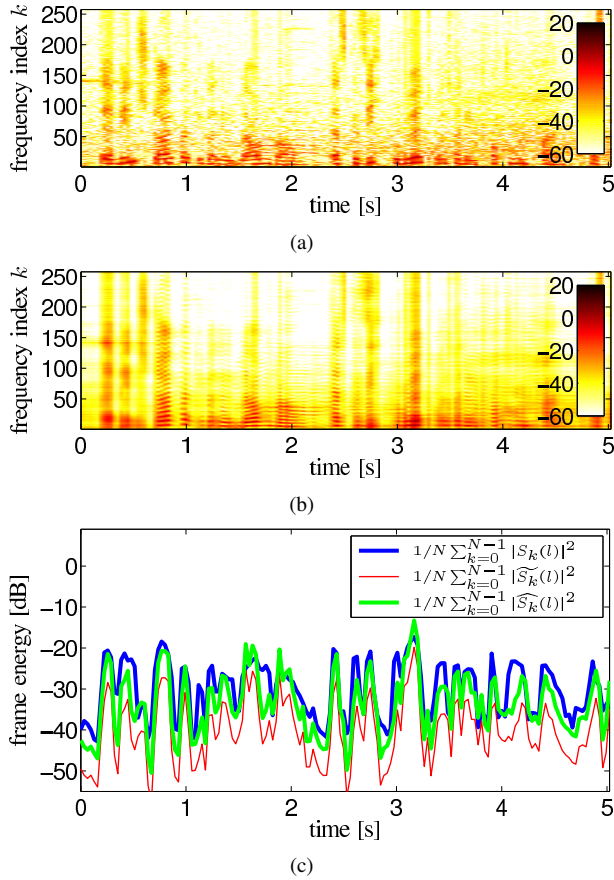 250
200
150
100
50
frequency index k
20
0
−20
−40
−60
0 1 2 3 4 5
time [s]
(a)
250
200
150
100
50
frequency index k
20
0
−20
−40
−60
0 1 2 3 4 5
time [s]
(b)
0
−10
−20
−30
−40
−50
frame energy [dB]
1/N ∑_{k=0}^{N−1} |S_k(l)|²
1/N ∑_{k=0}^{N−1} |\widetilde{S_k}(l)|²
1/N ∑_{k=0}^{N−1} |\widehat{S_k}(l)|²
0 1 2 3 4 5
time [s]
(c)